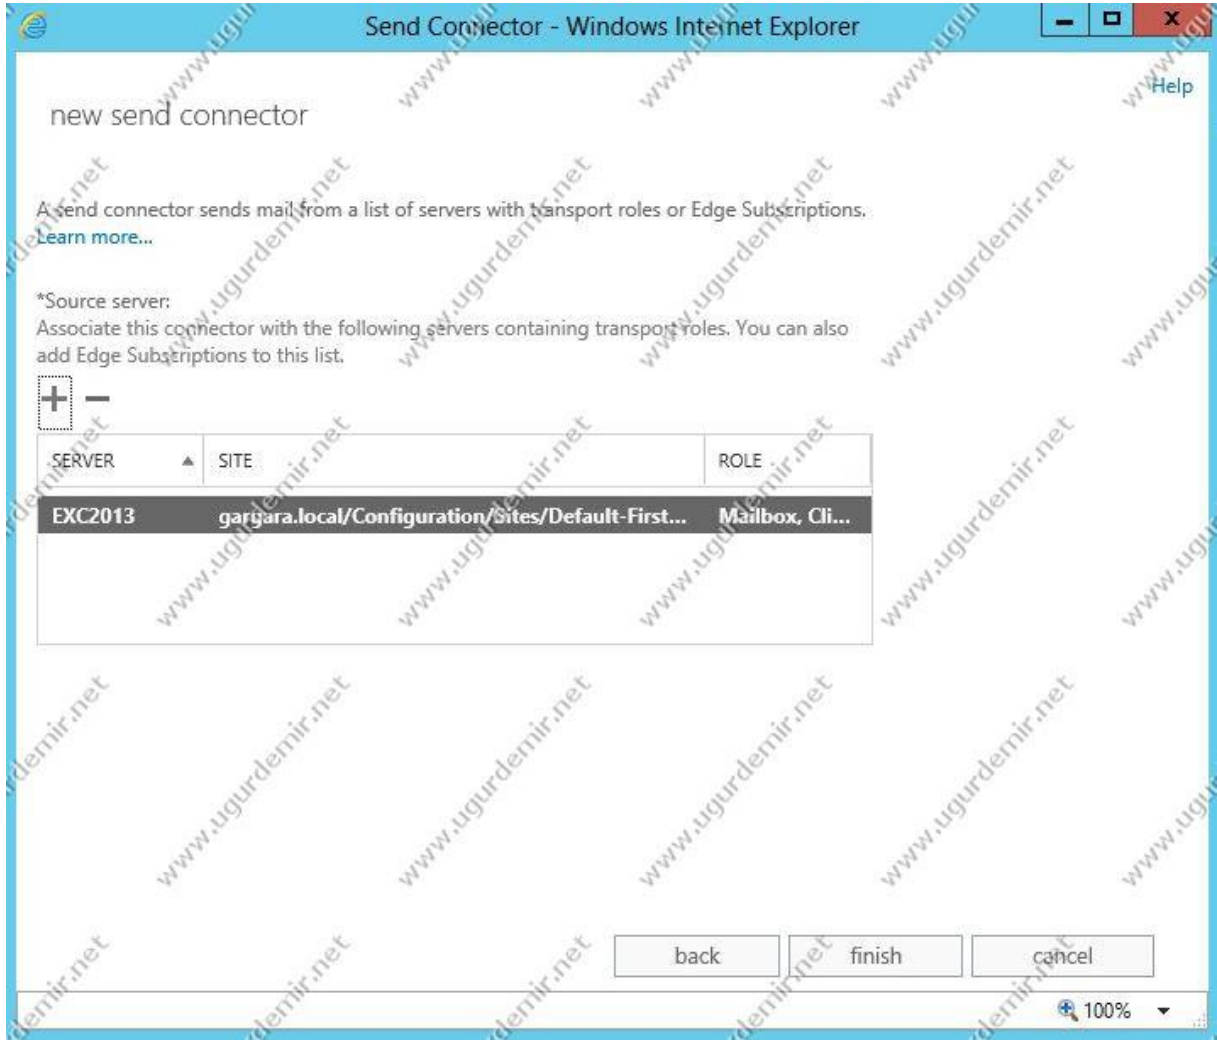 Send Connector - Windows Internet Explorer
Help
new send connector
A send connector sends mail from a list of servers with transport roles or Edge Subscriptions.
Learn more...
*Source server:
Associate this connector with the following servers containing transport roles. You can also
add Edge Subscriptions to this list.
SERVER SITE ROLE
EXC2013 gargara.local/Configuration/Sites/Default-First... Mailbox, Cli...
back finish cancel
100%
www.ugurdemir.net